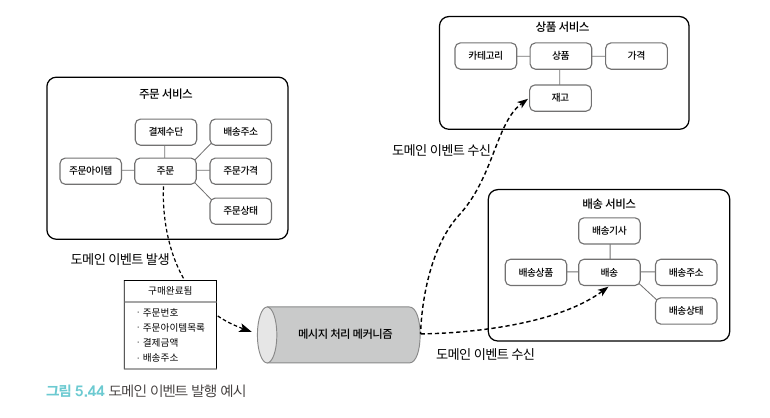 상품 서비스
카테고리
상품
가격
재고
주문 서비스
결제수단
배송주소
주문아이템
주문
주문가격
주문상태
도메인 이벤트 수신
배송 서비스
배송기사
배송상품
배송
배송주소
배송상태
도메인 이벤트 발생
구매완료됨
· 주문번호
· 주문아이템목록
· 결제금액
· 배송주소
메시지 처리 메커니즘
도메인 이벤트 수신
그림 5.44 도메인 이벤트 발행 예시